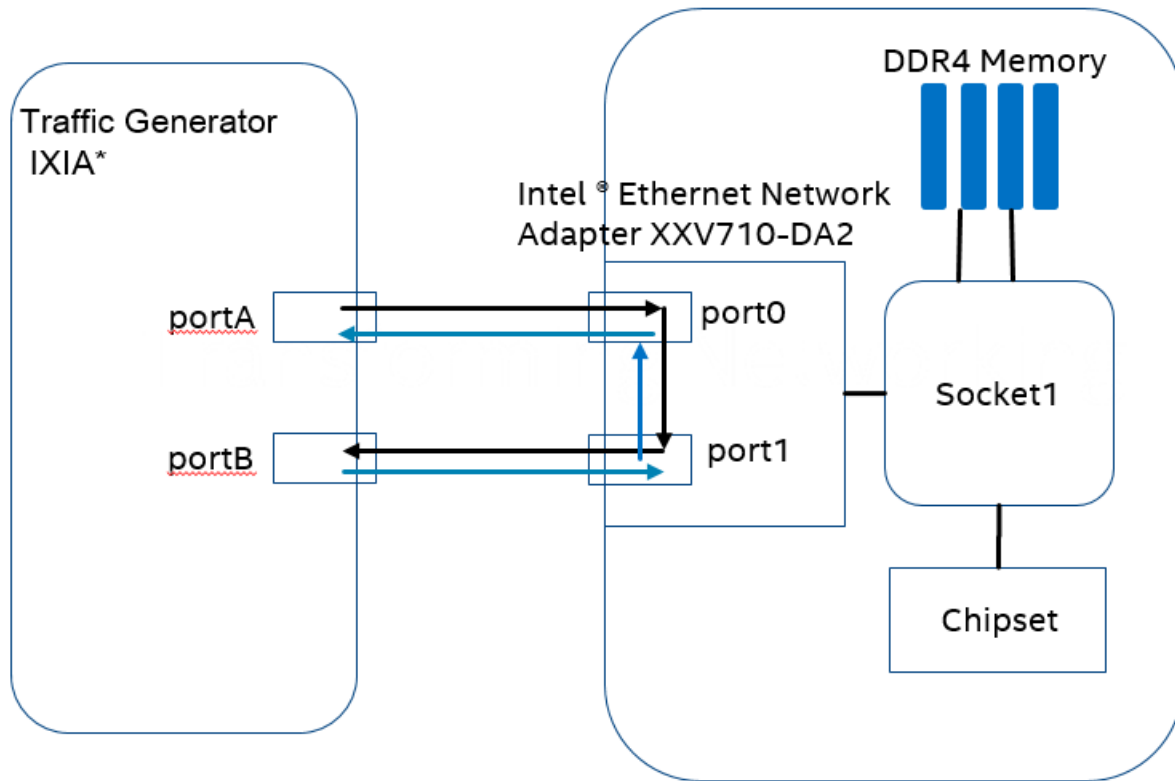 Traffic Generator
IXIA*
portA
portB
Intel ® Ethernet Network
Adapter XXV710-DA2
port0
port1
DDR4 Memory
Socket1
Chipset